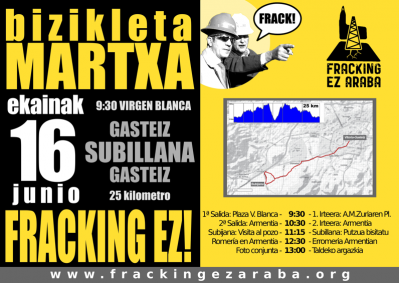 bizikleta
MARTXA
ekainak
16
junio
9:30 VIRGEN BLANCA
GASTEIZ
SUBILLANA
GASTEIZ
25 kilometro
FRACKING EZ!
FRACK!
FRACKING
EZ ARABA
25 km
1ª Salida: Plaza V. Blanca - 9:30 - 1. Irteera: A.M.Zuriaren Pl.
2ª Salida: Armentia - 10:30 - 2. Irteera: Armentia
Subijana: Visita al pozo - 11:15 - Subillana: Putzua bisitatu
Romería en Armentia - 12:30 - Erromeria Armentian
Foto conjunta - 13:00 - Taldeko argazkia
www.frackingezaraba.org